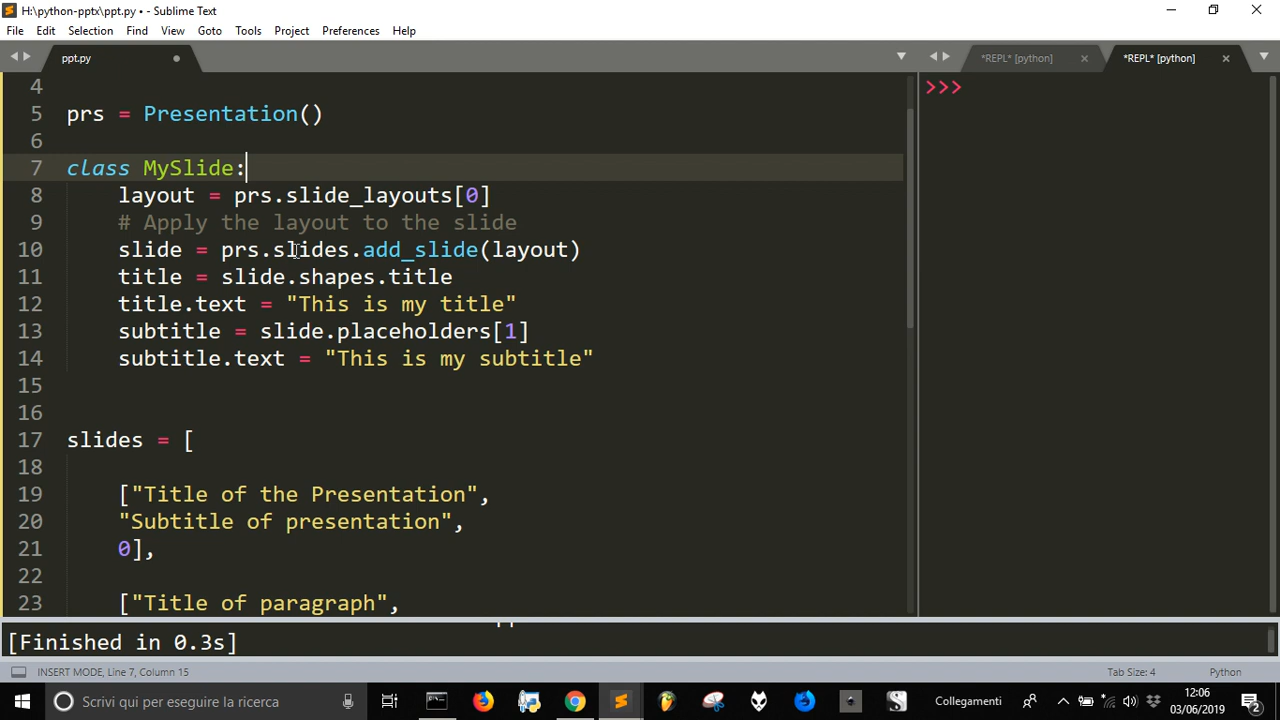 H:\python-pptx\ppt.py • - Sublime Text
File Edit Selection Find View Goto Tools Project Preferences Help
ppt.py
*REPL* [python]
*REPL* [python]
4
5 prs = Presentation()
6
7 class MySlide:
8 layout = prs.slide_layouts[0]
9 # Apply the layout to the slide
10 slide = prs.slides.add_slide(layout)
11 title = slide.shapes.title
12 title.text = "This is my title"
13 subtitle = slide.placeholders[1]
14 subtitle.text = "This is my subtitle"
15
16
17 slides = [
18
19 ["Title of the Presentation",
20 "Subtitle of presentation",
21 0],
22
23 ["Title of paragraph",
>>>
[Finished in 0.3s]
INSERT MODE, Line 7, Column 15
Tab Size: 4
Python
Scrivi qui per eseguire la ricerca
Collegamenti
12:06
03/06/2019
2